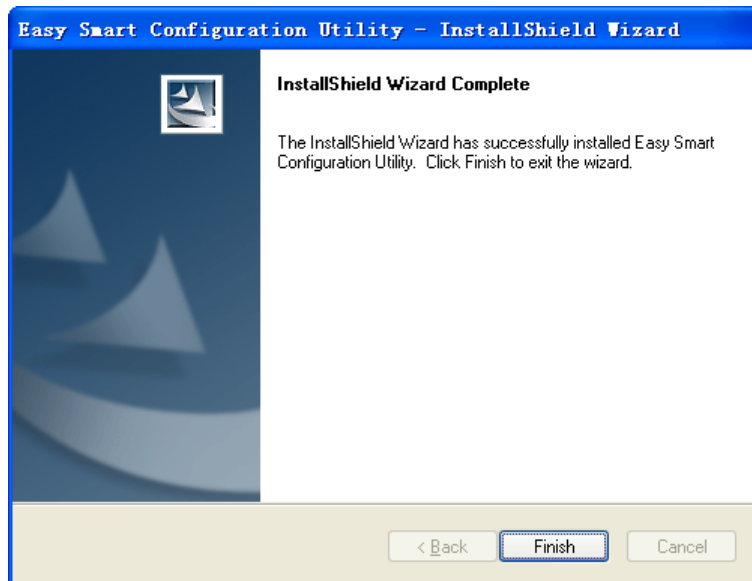 Easy Smart Configuration Utility - InstallShield Wizard
InstallShield Wizard Complete
The InstallShield Wizard has successfully installed Easy Smart
Configuration Utility. Click Finish to exit the wizard.
< Back
Finish
Cancel